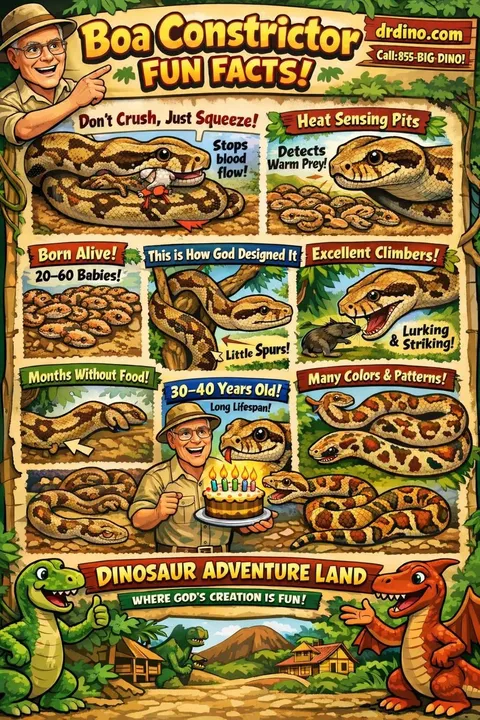 Boa Constrictor
FUN FACTS!
drdino.com
Call: 855-BIG-DINO!
Don't Crush, Just Squeeze!
Stops
blood
flow!
Heat Sensing Pits
Detects
Warm Prey!
Born Alive!
20–60 Babies!
This is How God Designed It
Little Spurs!
Excellent Climbers!
Lurking
& Striking!
Months Without Food!
30–40 Years Old!
Long Lifespan!
Many Colors & Patterns!
DINOSAUR ADVENTURE LAND
WHERE GOD'S CREATION IS FUN!